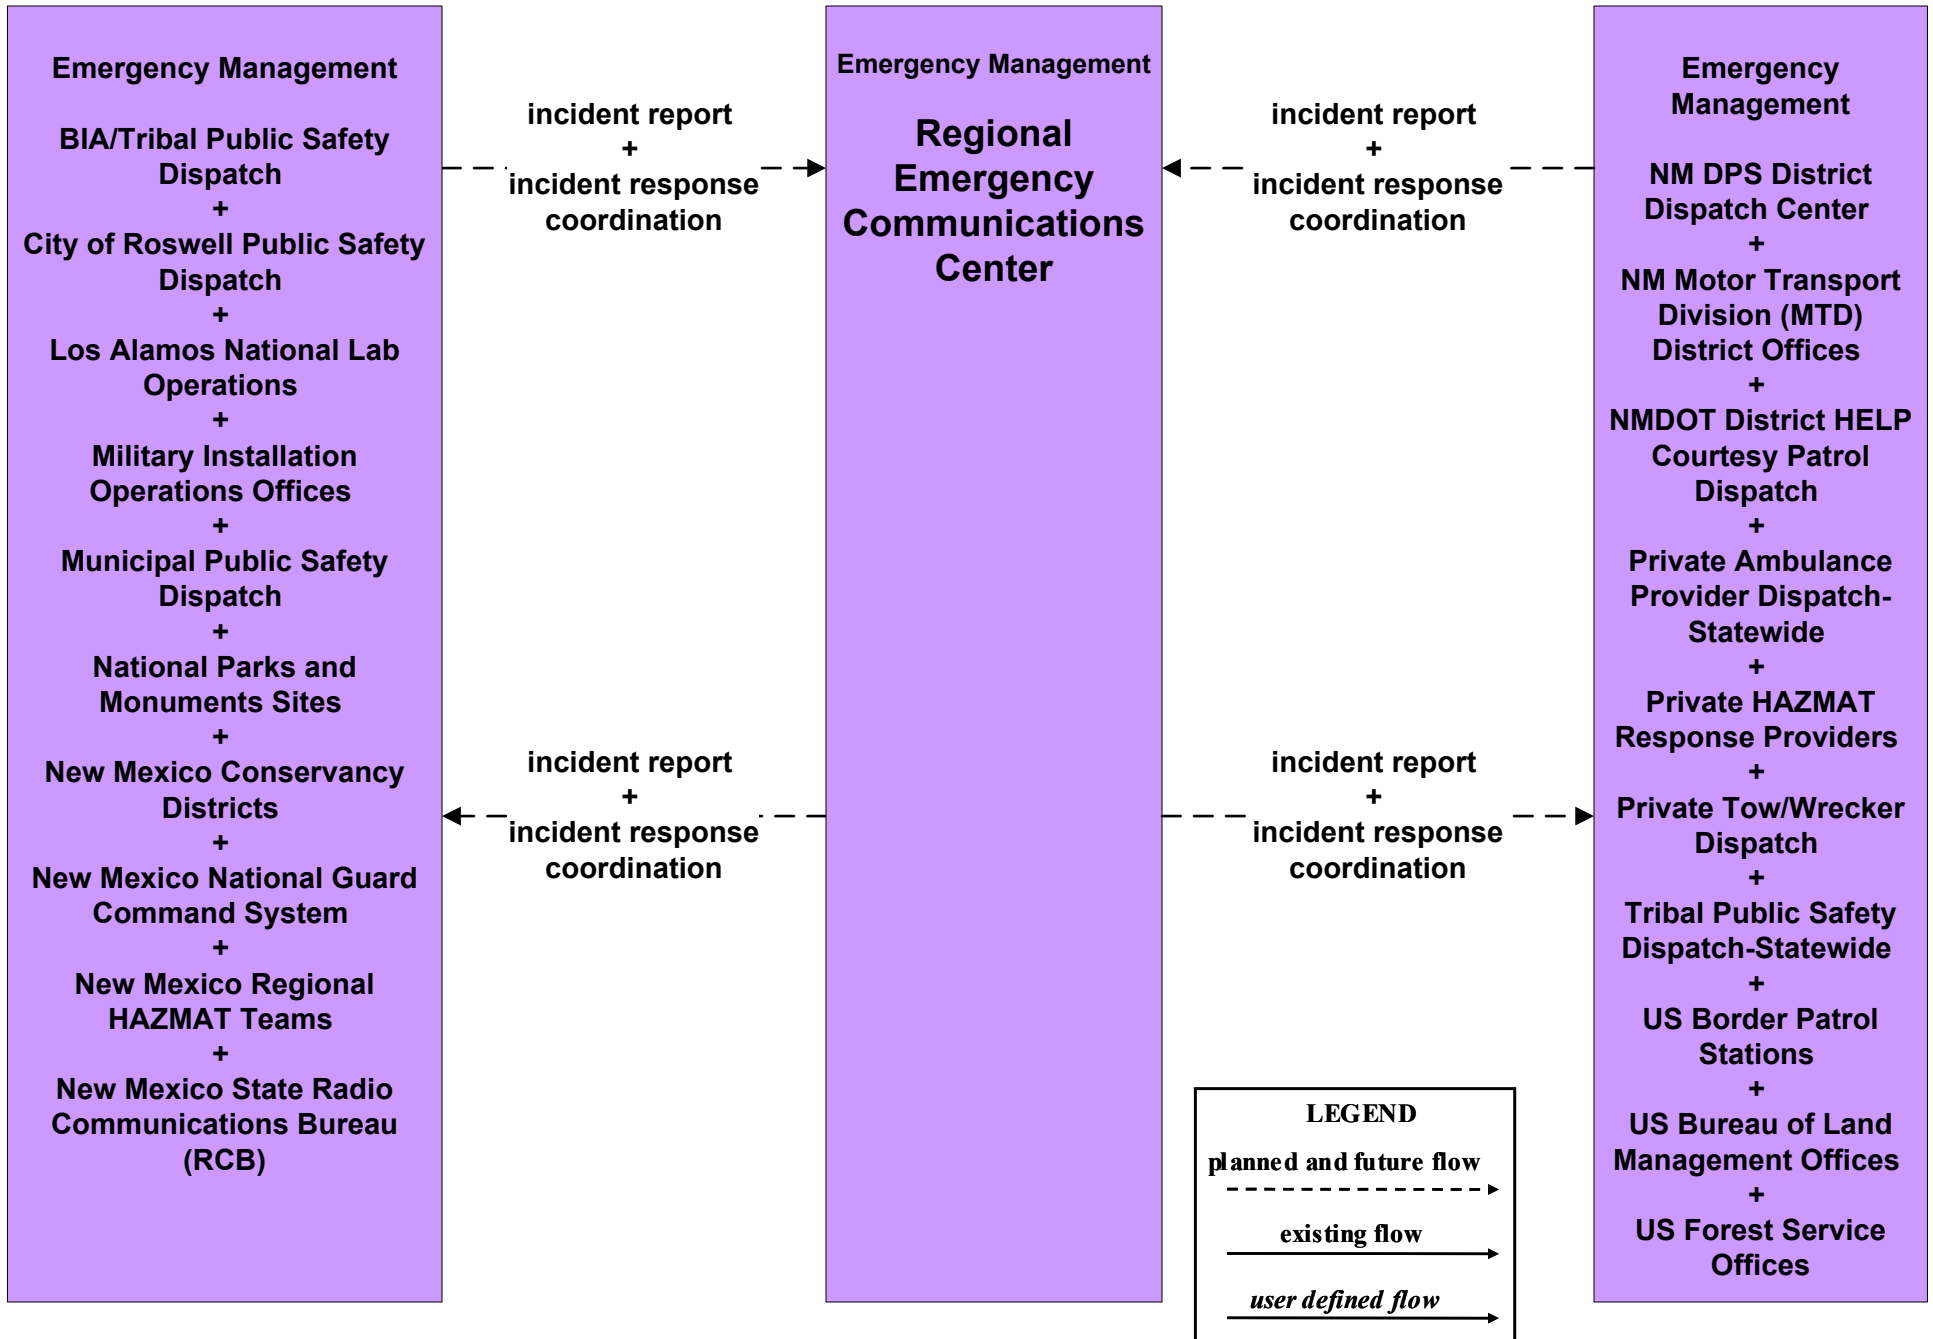 Emergency Management
BIA/Tribal Public Safety
Dispatch
+
City of Roswell Public Safety
Dispatch
+
Los Alamos National Lab
Operations
+
Military Installation
Operations Offices
+
Municipal Public Safety
Dispatch
+
National Parks and
Monuments Sites
+
New Mexico Conservancy
Districts
+
New Mexico National Guard
Command System
+
New Mexico Regional
HAZMAT Teams
+
New Mexico State Radio
Communications Bureau
(RCB)
incident report
+
incident response
coordination
incident report
+
incident response
coordination
Emergency Management
Regional
Emergency
Communications
Center
incident report
+
incident response
coordination
incident report
+
incident response
coordination
Emergency
Management
NM DPS District
Dispatch Center
+
NM Motor Transport
Division (MTD)
District Offices
+
NMDOT District HELP
Courtesy Patrol
Dispatch
+
Private Ambulance
Provider Dispatch-
Statewide
+
Private HAZMAT
Response Providers
+
Private Tow/Wrecker
Dispatch
+
Tribal Public Safety
Dispatch-Statewide
+
US Border Patrol
Stations
+
US Bureau of Land
Management Offices
+
US Forest Service
Offices
LEGEND
planned and future flow
existing flow
user defined flow